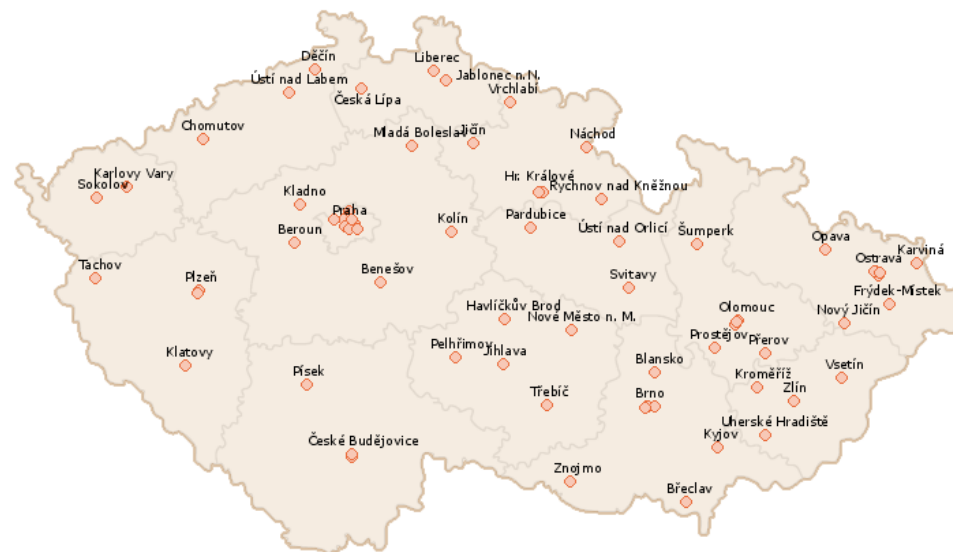 Děčín
Liberec
Ústí nad Labem
Jablonec n. N.
Česká Lípa
Vrchlabí
Chomutov
Mladá Boleslav
Jičín
Náchod
Karlovy Vary
Sokolov
Kladno
Hr. Králové
Rychnov nad Kněžnou
Praha
Kolín
Pardubice
Beroun
Ústí nad Orlicí
Šumperk
Opava
Karviná
Tachov
Plzeň
Benešov
Ostrava
Svitavy
Frýdek-Místek
Havlíčkův Brod
Nové Město n. M.
Olomouc
Nový Jičín
Prostějov
Přerov
Pelhřimov
Jihlava
Klatovy
Písek
Blansko
Kroměříž
Vsetín
Třebíč
Brno
Zlín
Uherské Hradiště
České Budějovice
Kyjov
Znojmo
Břeclav